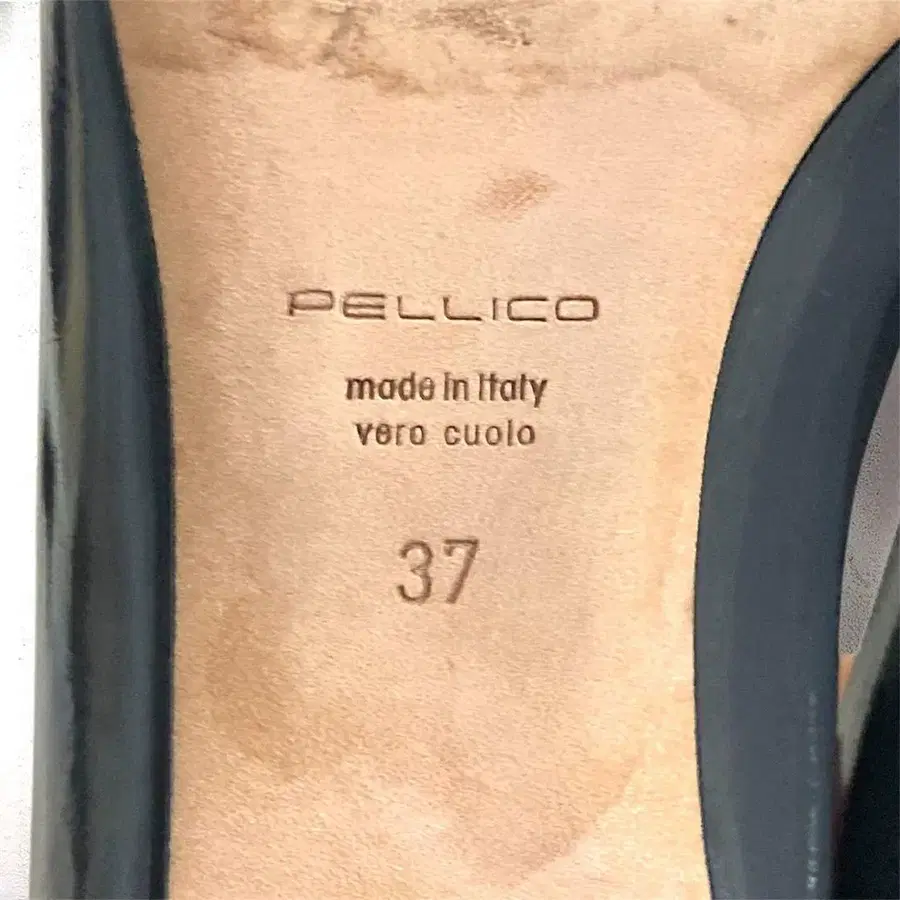 PELLICO
made in Italy
vero cuoio
37